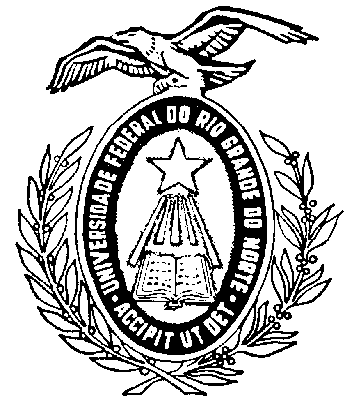 UNIVERSIDADE FEDERAL DO RIO GRANDE DO NORTE
ACCIPIT UT DET